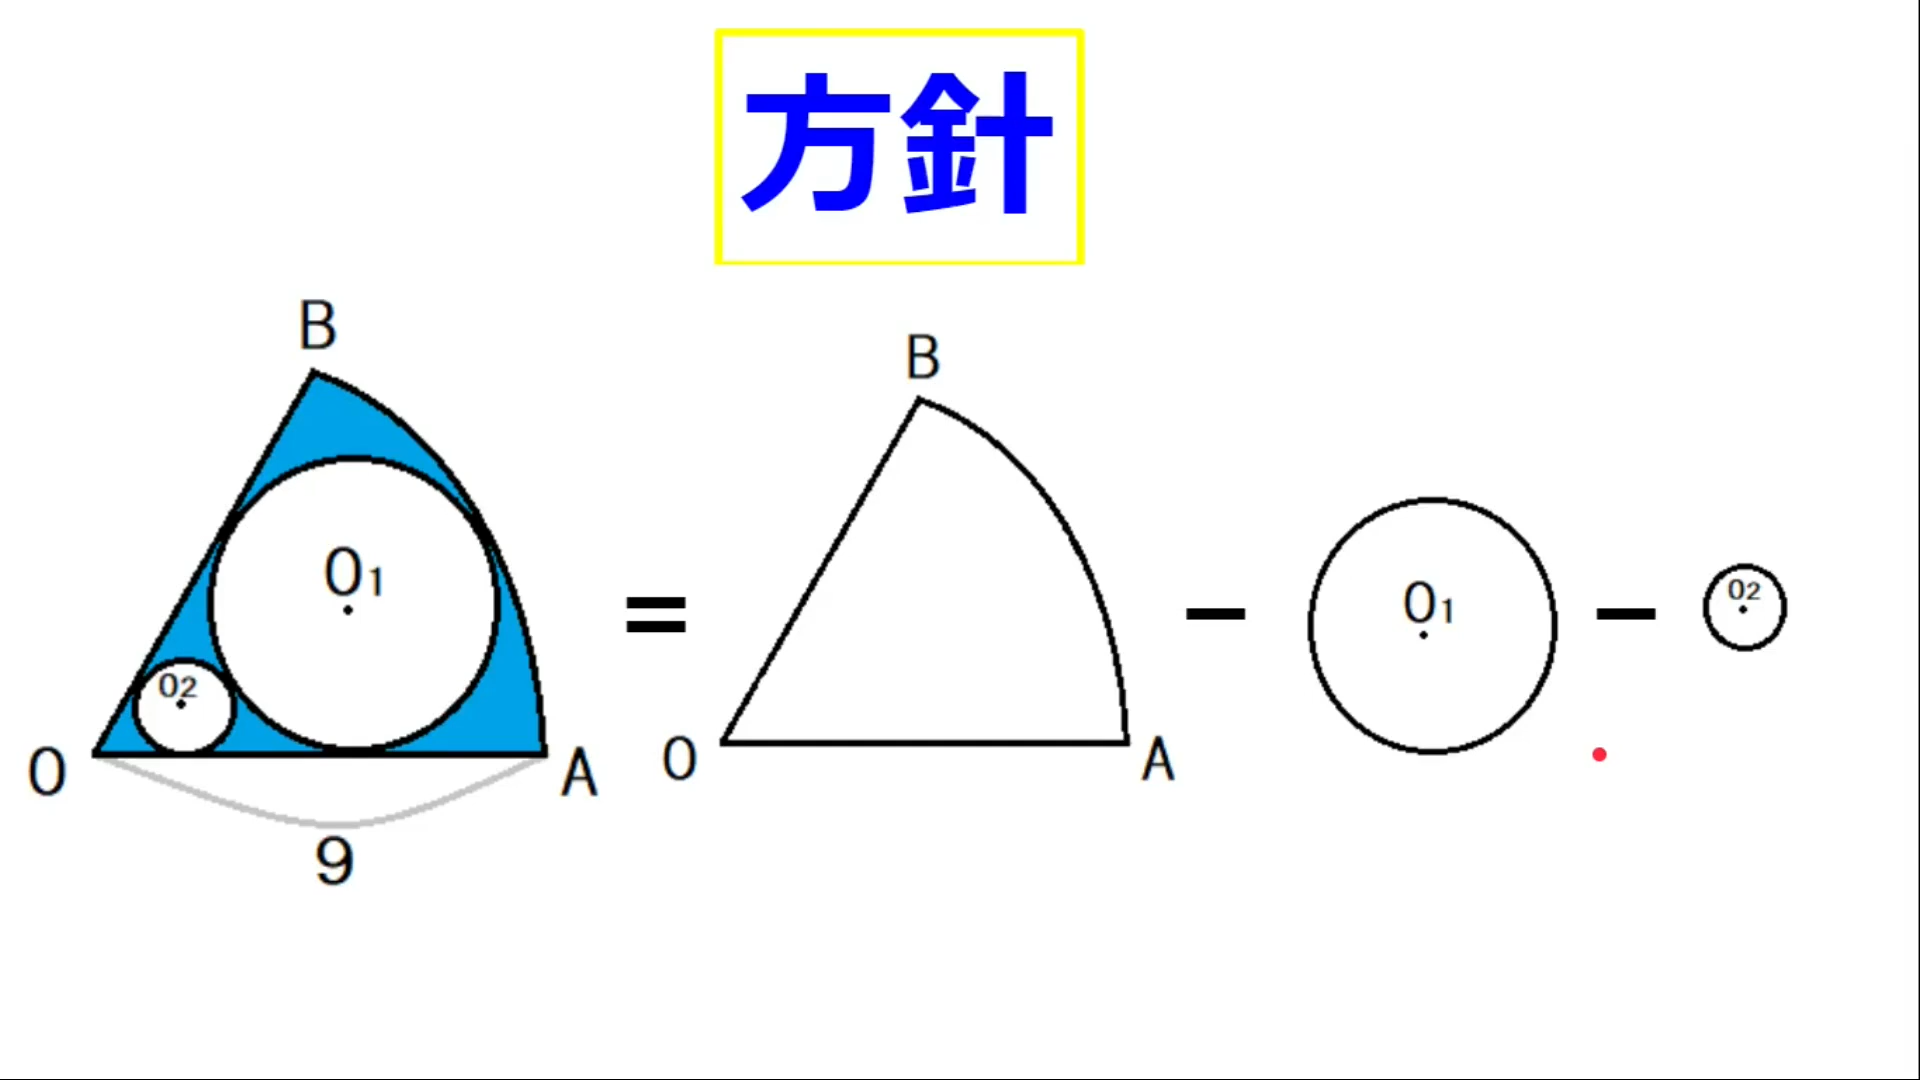 方針
B
O₁
O₂
O
A
9
=
B
O
A
−
O₁
−
O₂